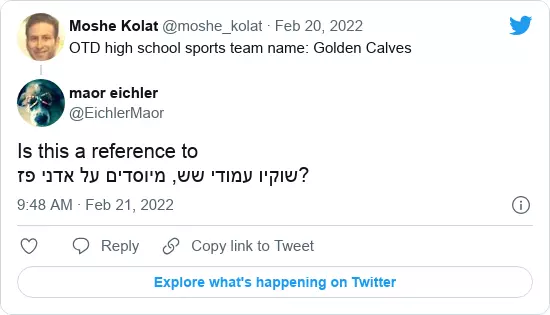 Moshe Kolat @moshe_kolat · Feb 20, 2022
OTD high school sports team name: Golden Calves
maor eichler
@EichlerMaor
Is this a reference to
שוקיו עמודי שש, מיוסדים על אדני פז?
9:48 AM · Feb 21, 2022
Reply
Copy link to Tweet
Explore what's happening on Twitter